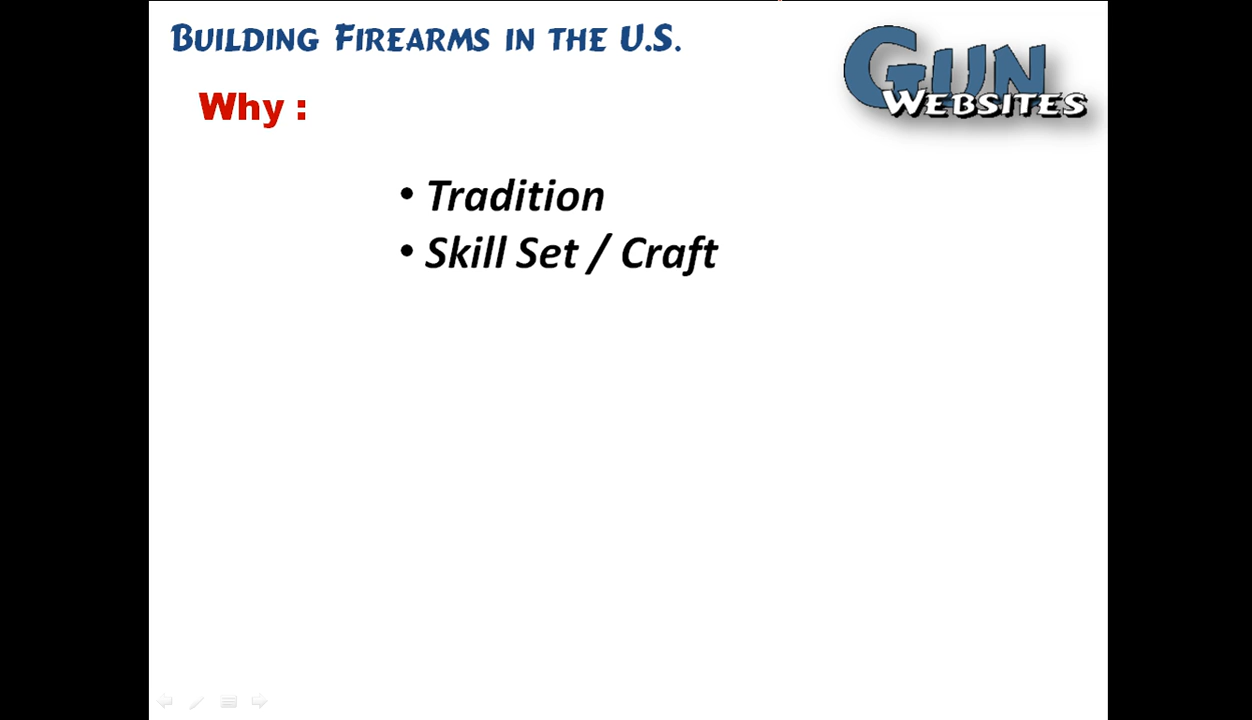 Building Firearms in the U.S.
Gun
Websites
Why :
• Tradition
• Skill Set / Craft